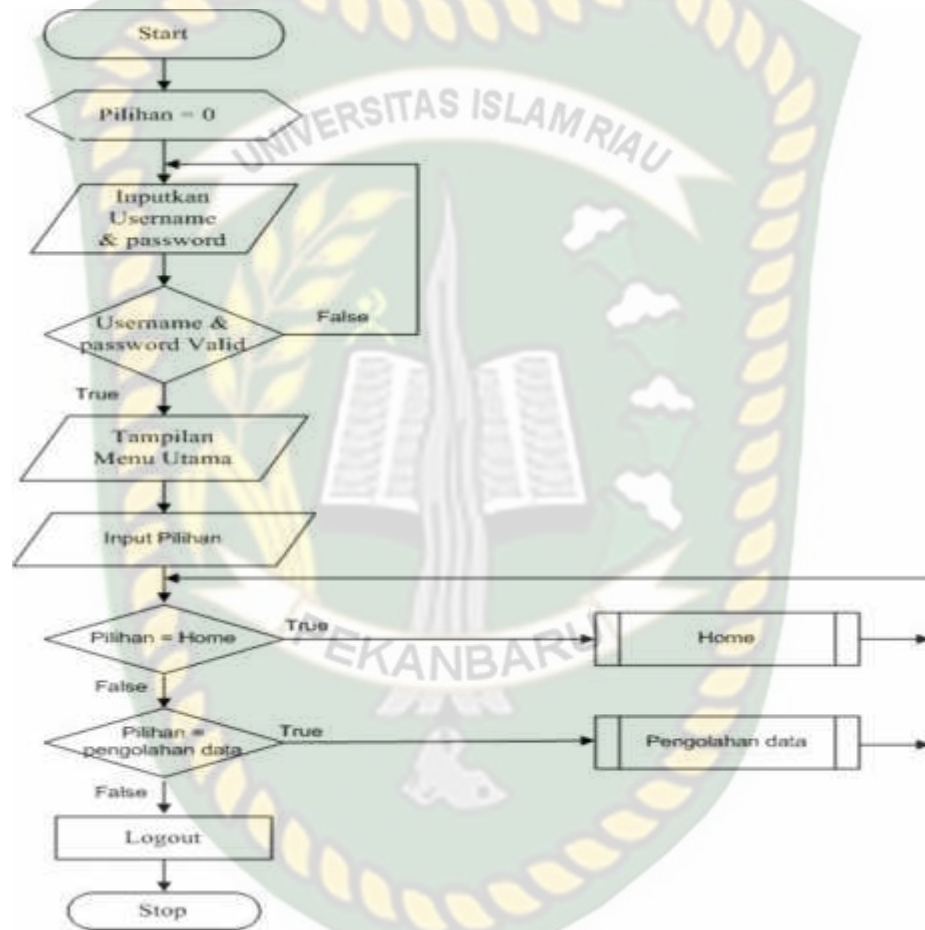 Start
Pilihan = 0
UNIVERSITAS ISLAM RIAU
Inputkan
Username
& password
Username &
password Valid
False
True
Tampilan
Menu Utama
Input Pilihan
Pilihan = Home
True
Home
PEKANBARU
False
Pilihan =
pengolahan data
True
Pengolahan data
False
Logout
Stop